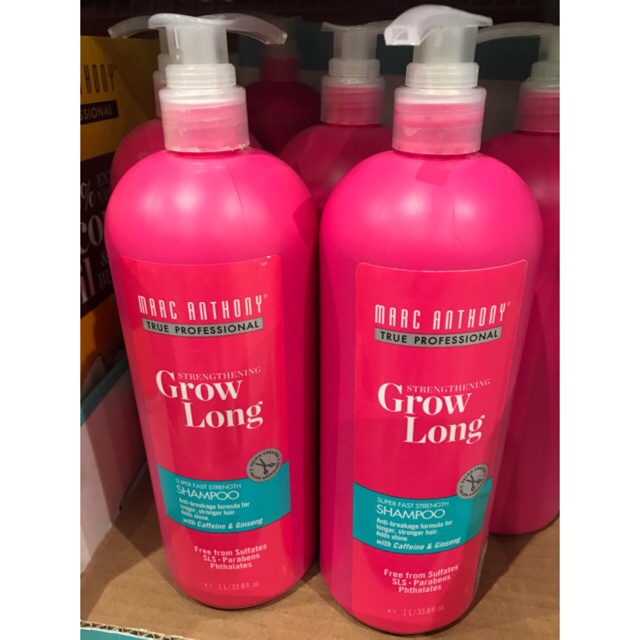 MARC ANTHONY®
TRUE PROFESSIONAL
STRENGTHENING
Grow
Long
SUPER FAST STRENGTH
SHAMPOO
Anti-breakage formula for
longer, stronger hair.
Adds shine.
with Caffeine & Ginseng
Free from Sulfates
SLS • Parabens
Phthalates
1 L/33.8 fl. oz
MARC ANTHONY®
TRUE PROFESSIONAL
STRENGTHENING
Grow
Long
SUPER FAST STRENGTH
SHAMPOO
Anti-breakage formula for
longer, stronger hair.
Adds shine.
with Caffeine & Ginseng
Free from Sulfates
SLS • Parabens
Phthalates
1 L/33.8 fl. oz
ANTHONY®